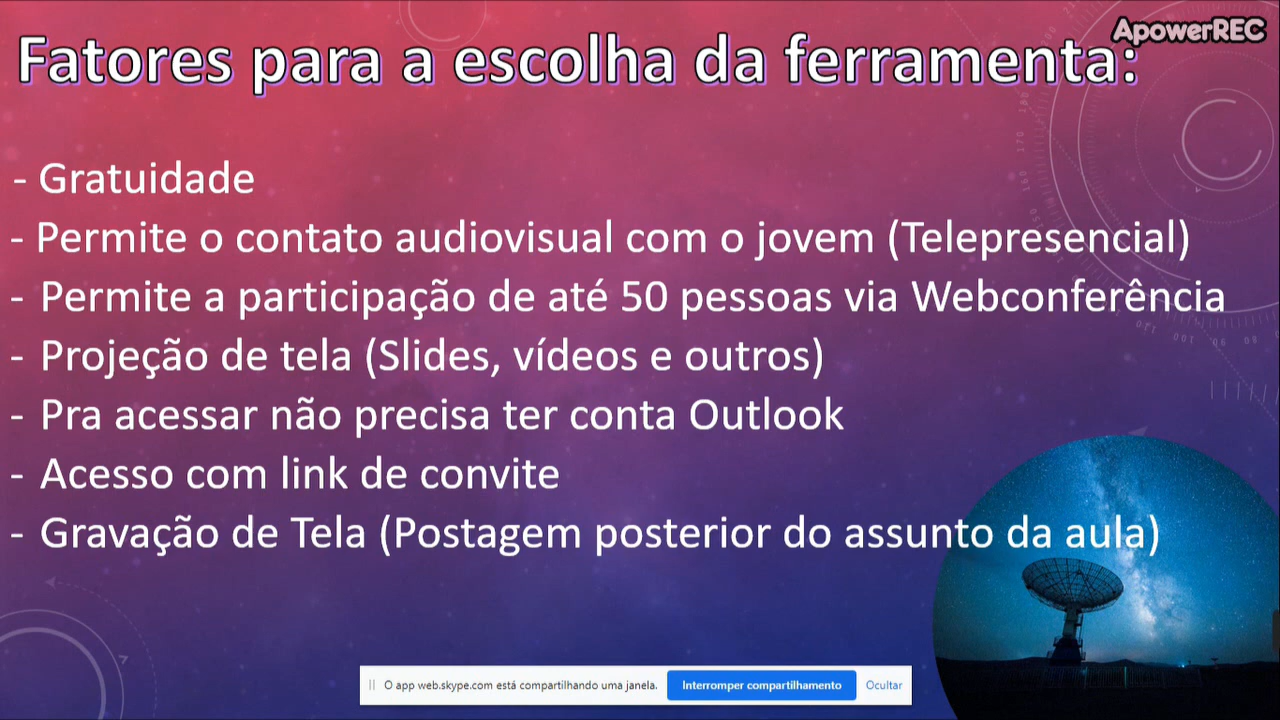 ApowerREC
Fatores para a escolha da ferramenta:
- Gratuidade
- Permite o contato audiovisual com o jovem (Telepresencial)
- Permite a participação de até 50 pessoas via Webconferência
- Projeção de tela (Slides, vídeos e outros)
- Pra acessar não precisa ter conta Outlook
- Acesso com link de convite
- Gravação de Tela (Postagem posterior do assunto da aula)
O app web.skype.com está compartilhando uma janela. Interromper compartilhamento Ocultar